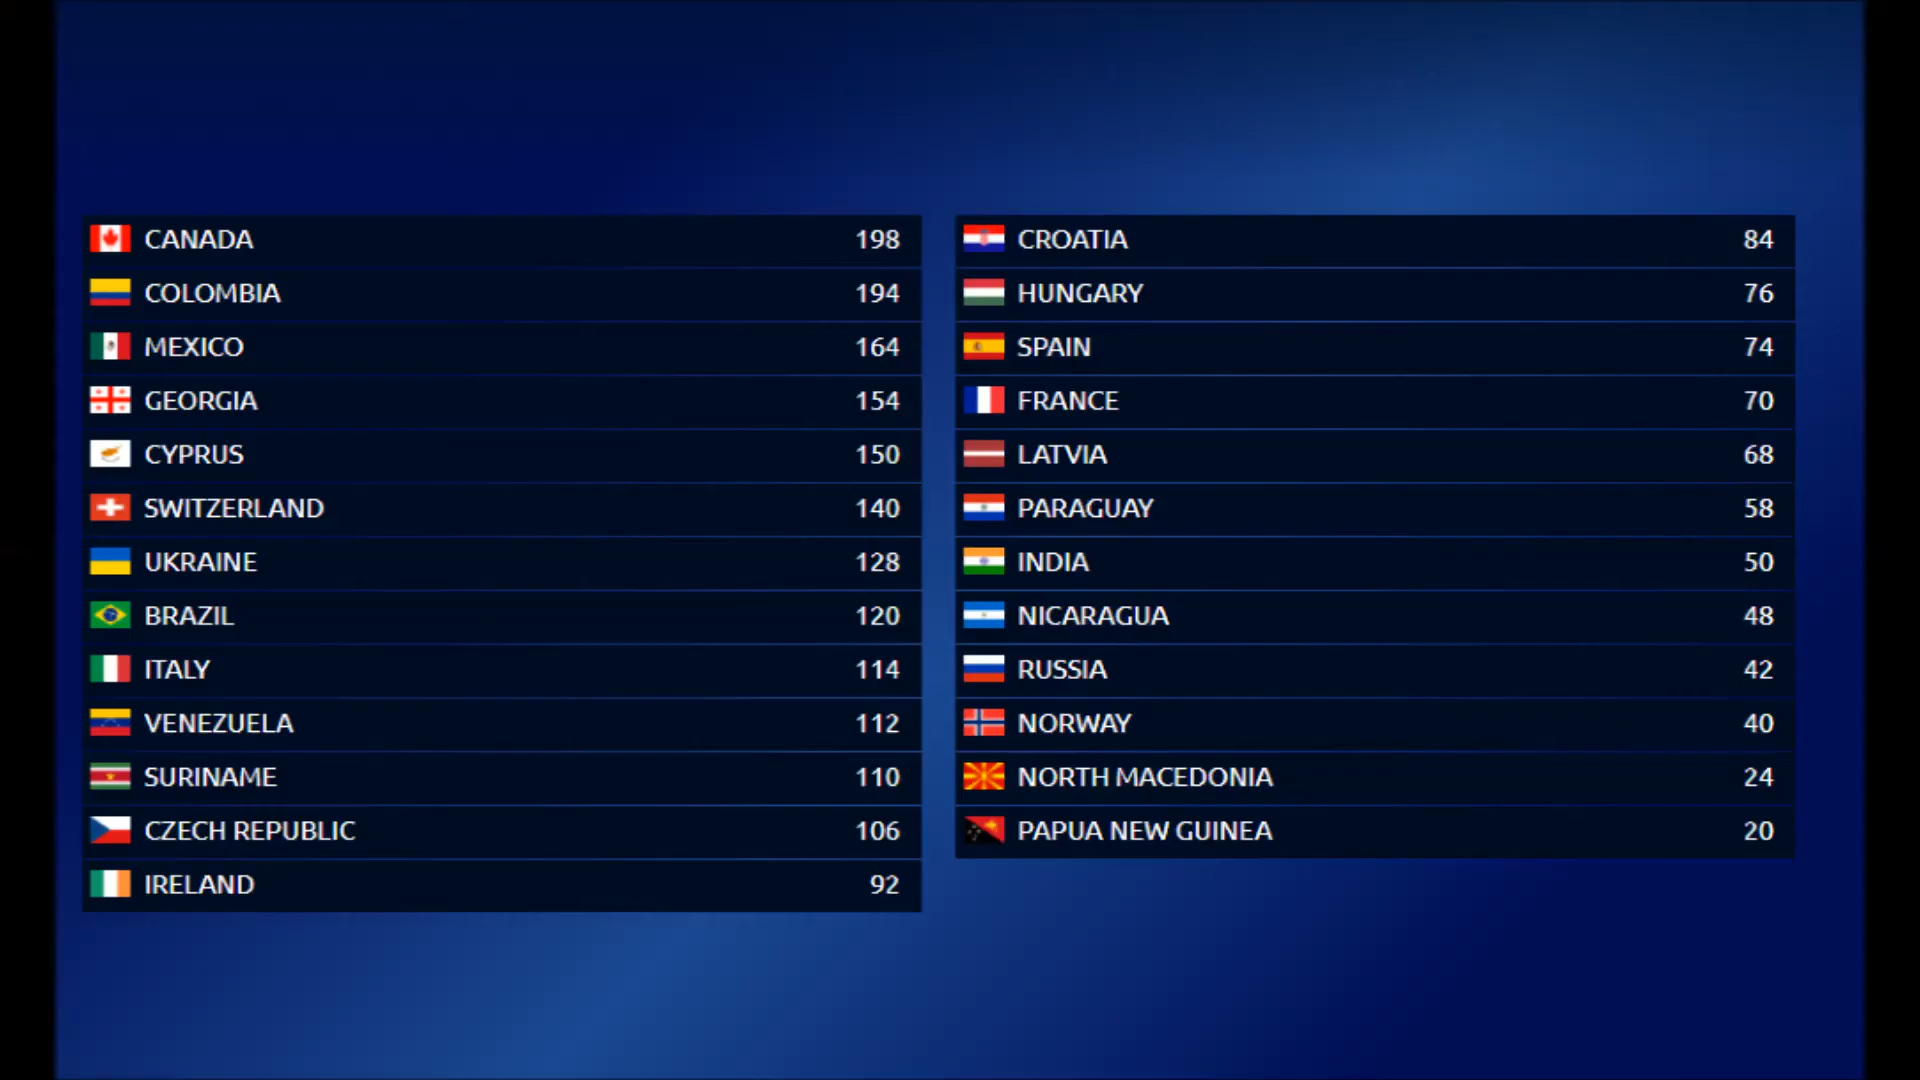 CANADA 198
COLOMBIA 194
MEXICO 164
GEORGIA 154
CYPRUS 150
SWITZERLAND 140
UKRAINE 128
BRAZIL 120
ITALY 114
VENEZUELA 112
SURINAME 110
CZECH REPUBLIC 106
IRELAND 92
CROATIA 84
HUNGARY 76
SPAIN 74
FRANCE 70
LATVIA 68
PARAGUAY 58
INDIA 50
NICARAGUA 48
RUSSIA 42
NORWAY 40
NORTH MACEDONIA 24
PAPUA NEW GUINEA 20